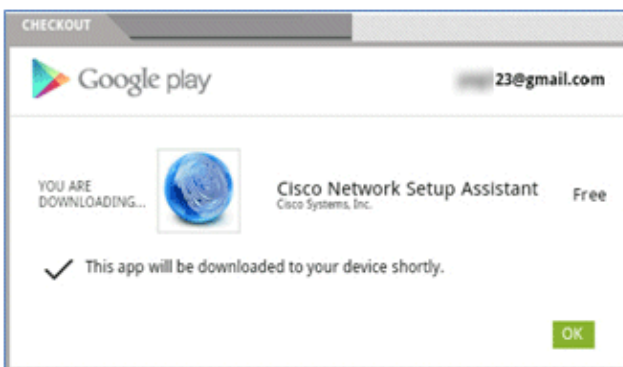 CHECKOUT
Google play
23@gmail.com
YOU ARE
DOWNLOADING...
Cisco Network Setup Assistant
Cisco Systems, Inc.
Free
This app will be downloaded to your device shortly.
OK